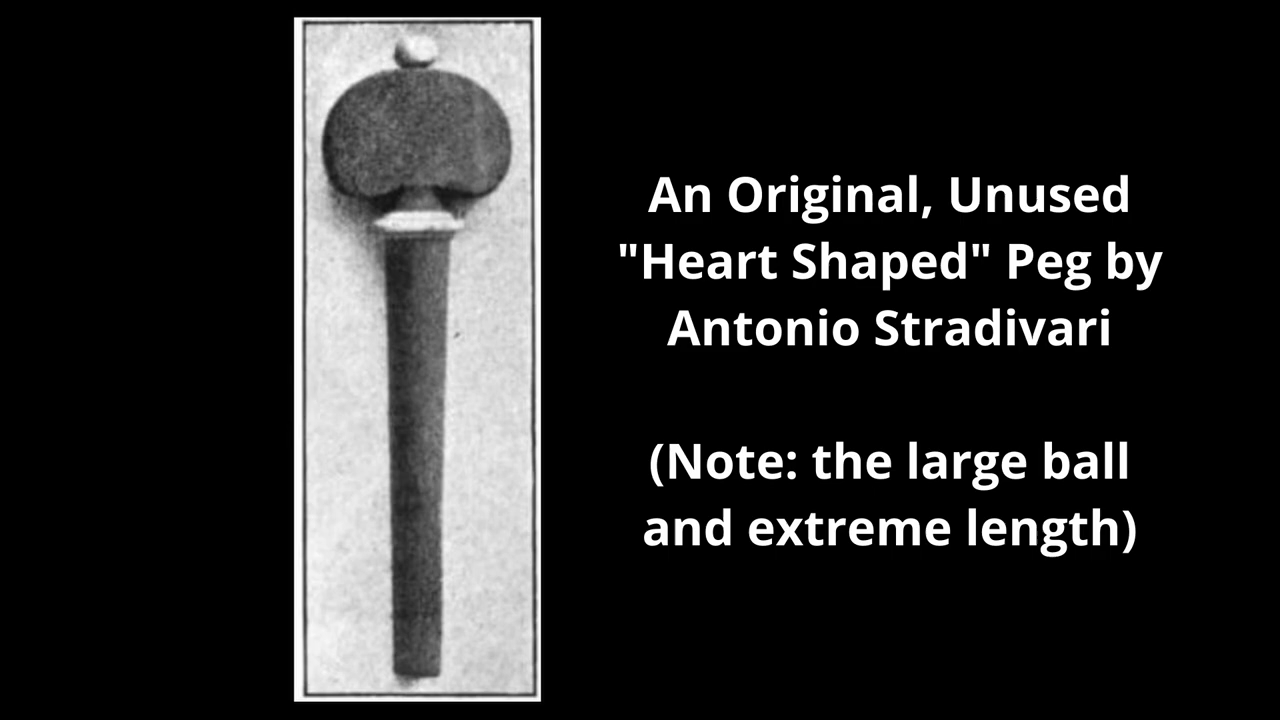 An Original, Unused
"Heart Shaped" Peg by
Antonio Stradivari
(Note: the large ball
and extreme length)